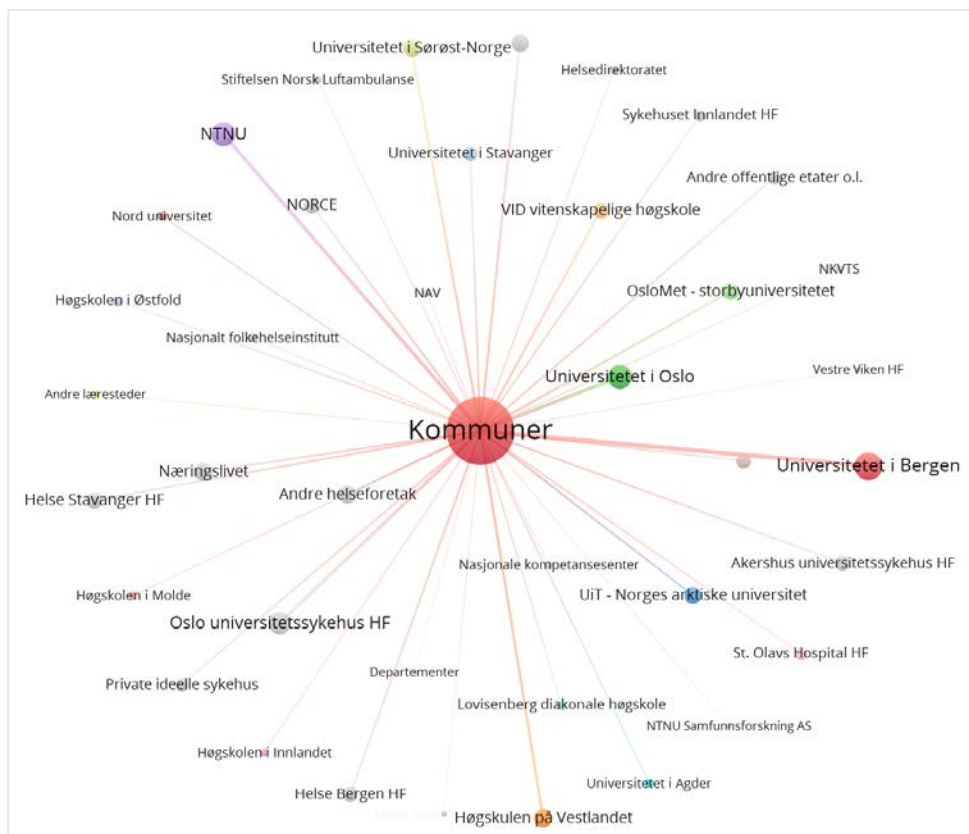 Universitetet i Sørøst-Norge
Helsedirektoratet
Stiftelsen Norsk Luftambulanse
Sykehuset Innlandet HF
NTNU
Universitetet i Stavanger
Andre offentlige etater o.l.
NORCE
VID vitenskapelige høgskole
Nord universitet
NKVTS
NAV
OsloMet - storbyuniversitetet
Høgskolen i Østfold
Nasjonalt folkehelseinstitutt
Vestre Viken HF
Universitetet i Oslo
Andre læresteder
Kommuner
Universitetet i Bergen
Næringslivet
Andre helseforetak
Helse Stavanger HF
Akershus universitetssykehus HF
Nasjonale kompetansesenter
UiT - Norges arktiske universitet
Høgskolen i Molde
Oslo universitetssykehus HF
St. Olavs Hospital HF
Departementer
Private ideelle sykehus
Lovisenberg diakonale høgskole
NTNU Samfunnsforskning AS
Høgskolen i Innlandet
Universitetet i Agder
Helse Bergen HF
Høgskulen på Vestlandet